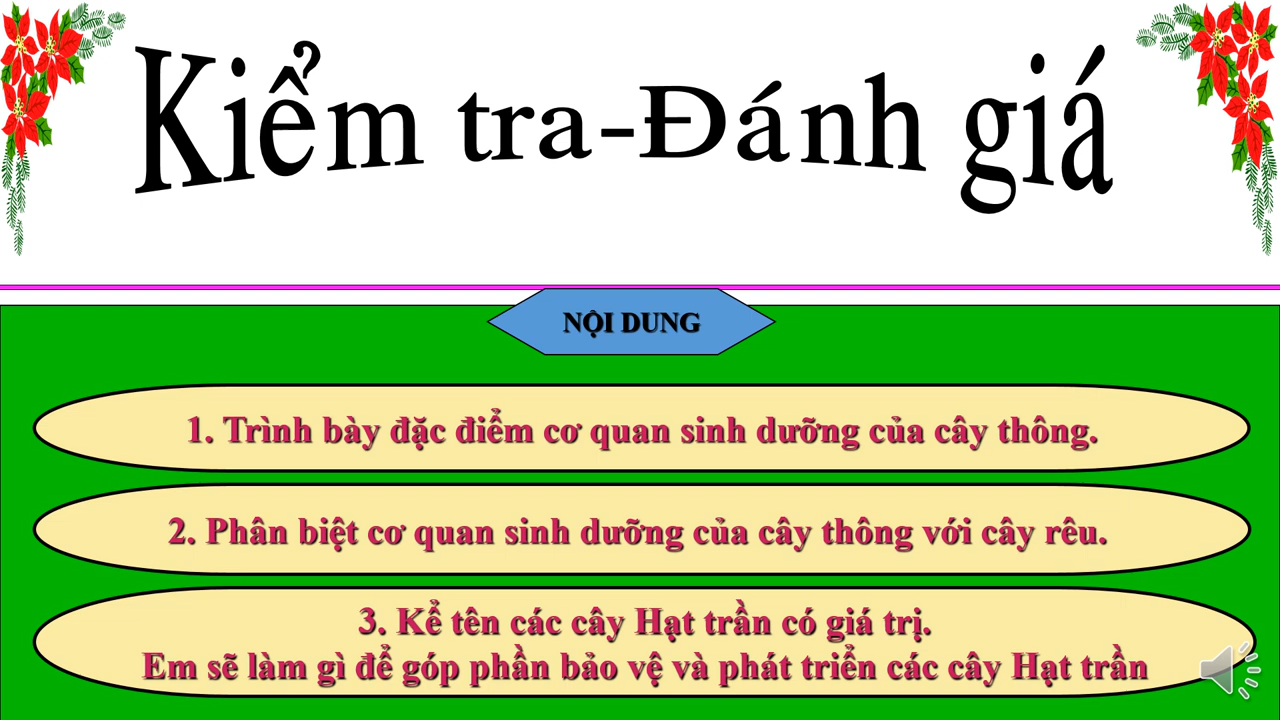 Kiểm tra-Đánh giá
NỘI DUNG
1. Trình bày đặc điểm cơ quan sinh dưỡng của cây thông.
2. Phân biệt cơ quan sinh dưỡng của cây thông với cây rêu.
3. Kể tên các cây Hạt trần có giá trị.
Em sẽ làm gì để góp phần bảo vệ và phát triển các cây Hạt trần